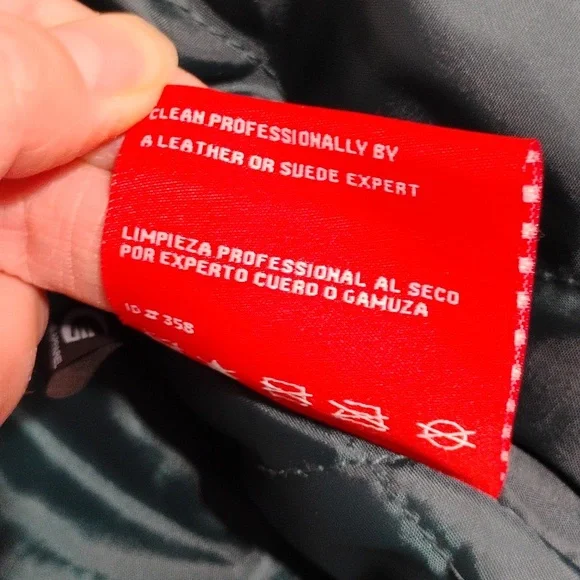 CLEAN PROFESSIONALLY BY
A LEATHER OR SUEDE EXPERT
LIMPIEZA PROFESSIONAL AL SECO
POR EXPERTO CUERO O GAMUZA
ID # 358